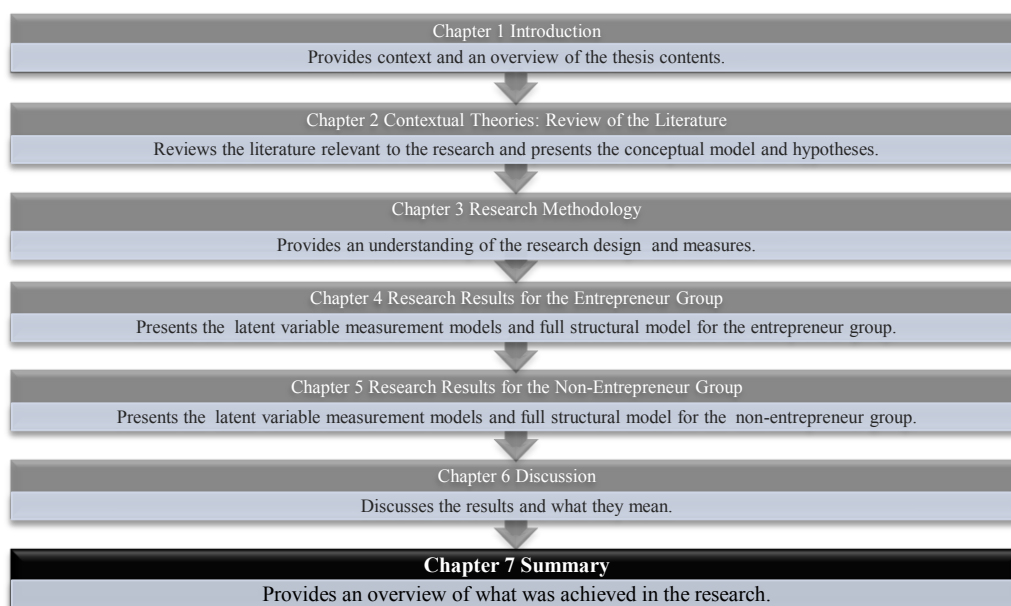 Chapter 1 Introduction
Provides context and an overview of the thesis contents.
Chapter 2 Contextual Theories: Review of the Literature
Reviews the literature relevant to the research and presents the conceptual model and hypotheses.
Chapter 3 Research Methodology
Provides an understanding of the research design and measures.
Chapter 4 Research Results for the Entrepreneur Group
Presents the latent variable measurement models and full structural model for the entrepreneur group.
Chapter 5 Research Results for the Non-Entrepreneur Group
Presents the latent variable measurement models and full structural model for the non-entrepreneur group.
Chapter 6 Discussion
Discusses the results and what they mean.
Chapter 7 Summary
Provides an overview of what was achieved in the research.